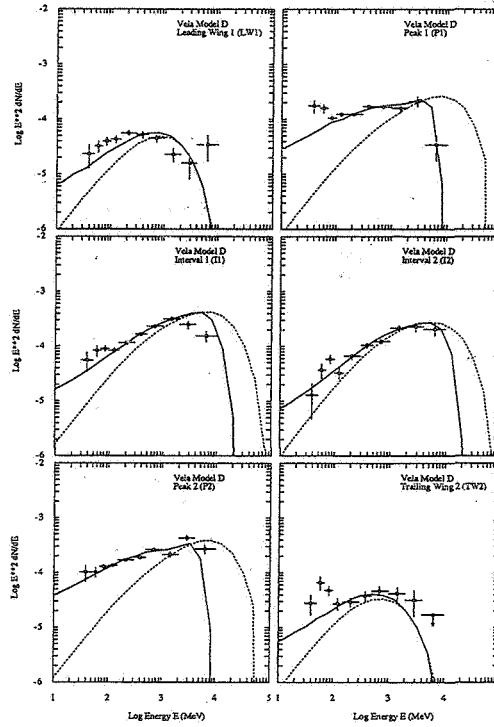 -2
Vela Model D
Leading Wing 1 (LW1)
-3
-4
-5
-6
Log E**2 dN/dE
Vela Model D
Peak 1 (P1)
-2
Vela Model D
Interval 1 (I1)
-3
-4
-5
-6
Log E**2 dN/dE
Vela Model D
Interval 2 (I2)
-2
Vela Model D
Peak 2 (P2)
-3
-4
-5
-6
Log E**2 dN/dE
1 2 3 4 5
Log Energy E (MeV)
Vela Model D
Trailing Wing 2 (TW2)
1 2 3 4 5
Log Energy E (MeV)